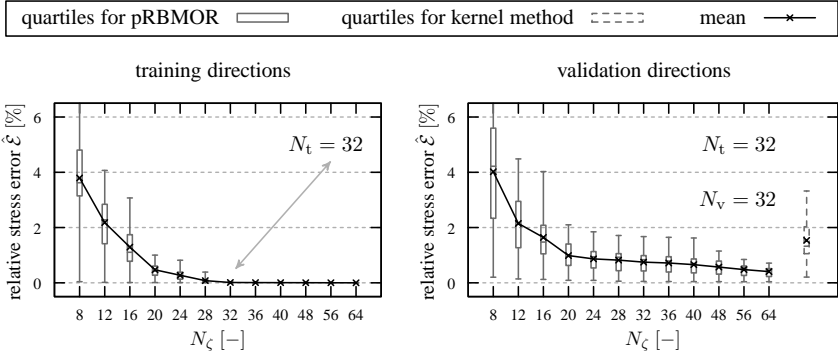 quartiles for pRBMOR quartiles for kernel method mean
training directions
relative stress error Ê [%]
6
4
2
0
N_t = 32
8 12 16 20 24 28 32 36 40 48 56 64
N_ζ [−]
validation directions
relative stress error Ê [%]
6
4
2
0
N_t = 32
N_v = 32
8 12 16 20 24 28 32 36 40 48 56 64
N_ζ [−]